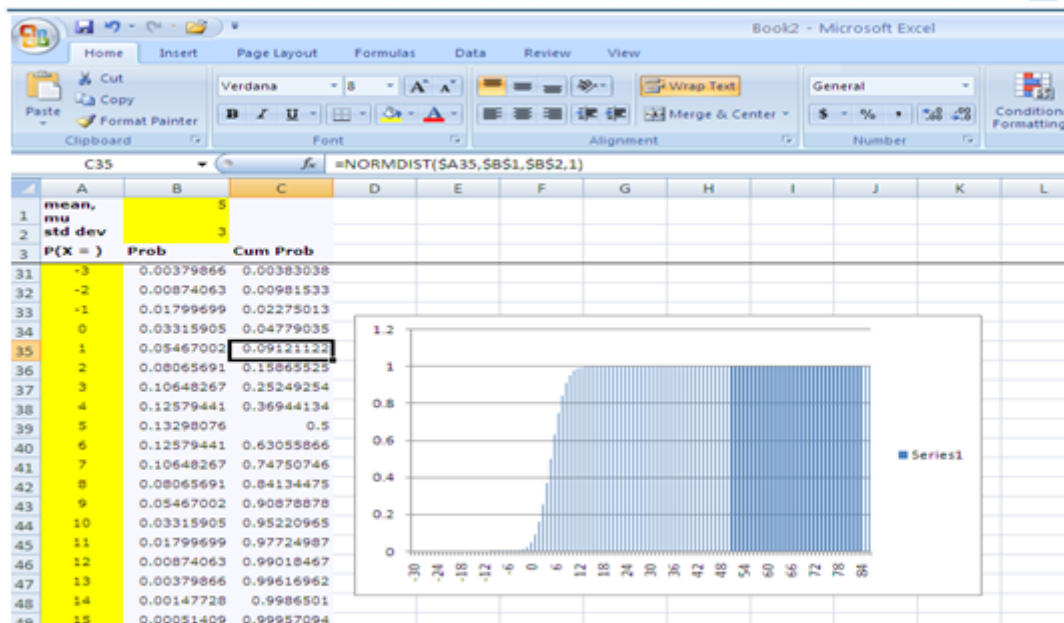 Book2 - Microsoft Excel
Home Insert Page Layout Formulas Data Review View
Paste
Cut
Copy
Format Painter
Verdana 8 A A
Wrap Text
General
B I U A
Merge & Center
$ % ,
Condition
Formatting
Clipboard Font Alignment Number
C35 fx =NORMDIST($A35,$B$1,$B$2,1)
A B C D E F G H I J K L
1 mean, mu 5
2 std dev 3
3 P(X = ) Prob Cum Prob
31 -3 0.00379866 0.00383038
32 -2 0.00874063 0.00981533
33 -1 0.01799699 0.02275013
34 0 0.03315905 0.04779035
35 1 0.05467002 0.09121122
36 2 0.08065691 0.15865525
37 3 0.10648267 0.25249254
38 4 0.12579441 0.36944134
39 5 0.13298076 0.5
40 6 0.12579441 0.63055866
41 7 0.10648267 0.74750746
42 8 0.08065691 0.84134475
43 9 0.05467002 0.90878878
44 10 0.03315905 0.95220965
45 11 0.01799699 0.97724987
46 12 0.00874063 0.99018467
47 13 0.00379866 0.99616962
48 14 0.00147728 0.9986501
49 15 0.00051409 0.99957094
1.2
1
0.8
0.6
0.4
0.2
0
-30 -24 -18 -12 -6 0 6 12 18 24 30 36 42 48 54 60 66 72 78 84
Series1